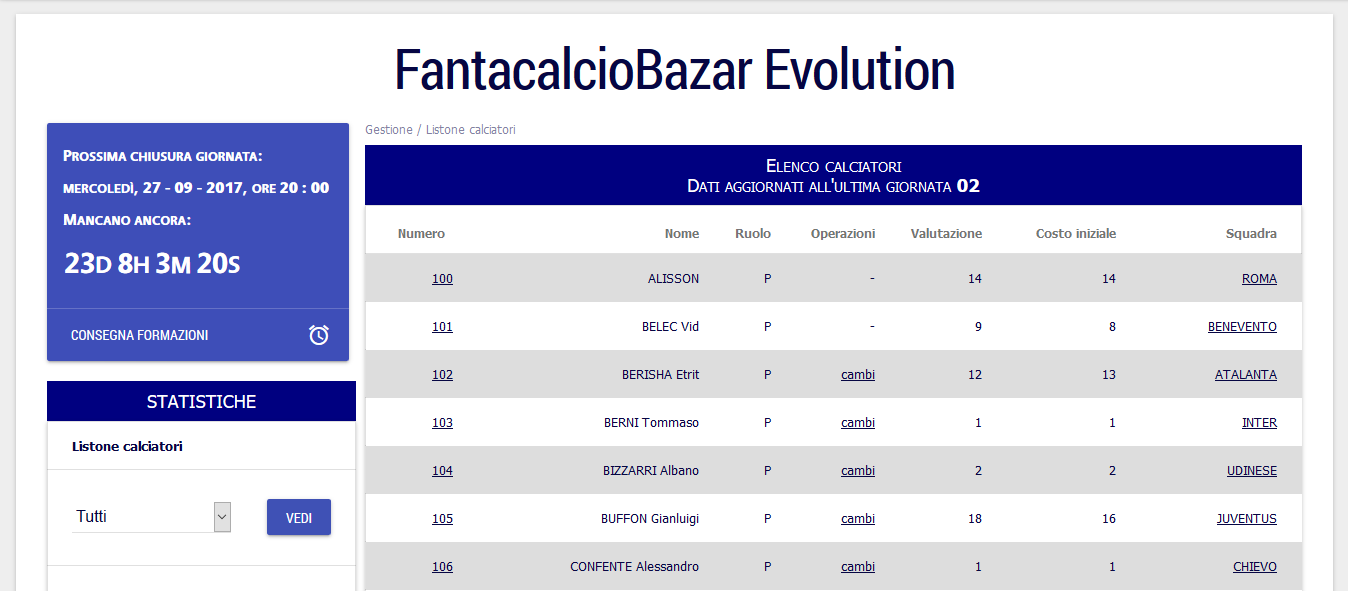 FantacalcioBazar Evolution
Prossima chiusura giornata:
mercoledì, 27 - 09 - 2017, ore 20 : 00
Mancano ancora:
23d 8h 3m 20s
CONSEGNA FORMAZIONI
STATISTICHE
Listone calciatori
Tutti
VEDI
Gestione / Listone calciatori
Elenco calciatori
Dati aggiornati all'ultima giornata 02
Numero Nome Ruolo Operazioni Valutazione Costo iniziale Squadra
100 ALISSON P - 14 14 ROMA
101 BELEC Vid P - 9 8 BENEVENTO
102 BERISHA Etrit P cambi 12 13 ATALANTA
103 BERNI Tommaso P cambi 1 1 INTER
104 BIZZARRI Albano P cambi 2 2 UDINESE
105 BUFFON Gianluigi P cambi 18 16 JUVENTUS
106 CONFENTE Alessandro P cambi 1 1 CHIEVO